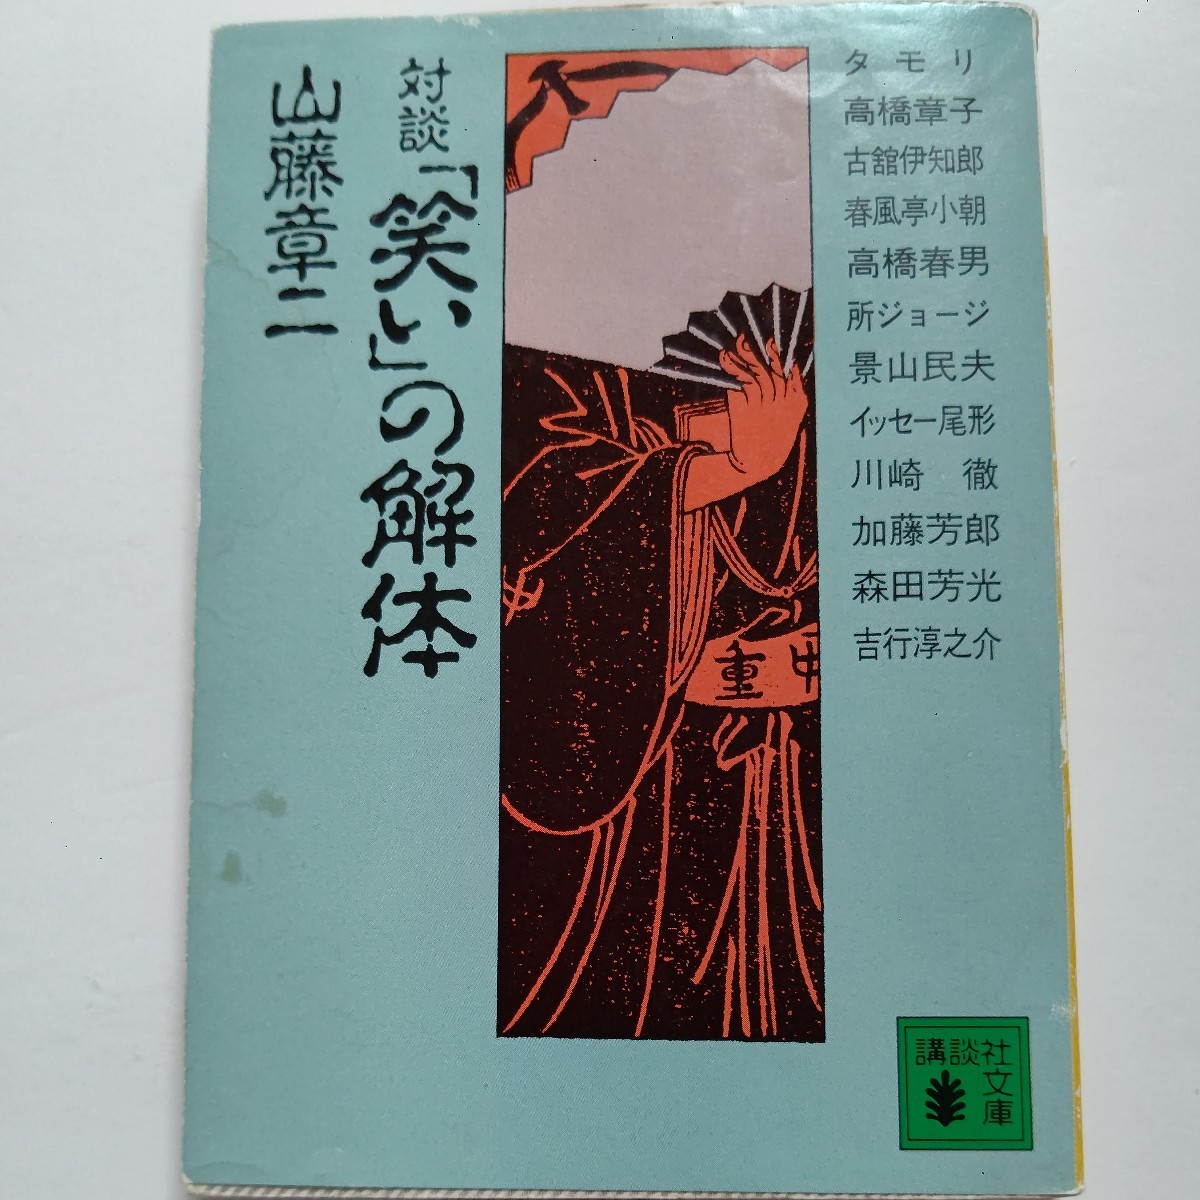 タモリ
高橋章子
古舘伊知郎
春風亭小朝
高橋春男
所ジョージ
景山民夫
イッセー尾形
川崎　徹
加藤芳郎
森田芳光
吉行淳之介
対談「笑い」の解体
山藤章二
重中
講談社
文庫